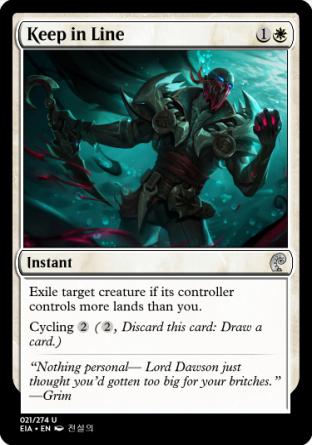 Keep in Line 1
Instant
Exile target creature if its controller
controls more lands than you.
Cycling 2 (2, Discard this card: Draw a
card.)
“Nothing personal— Lord Dawson just
thought you’d gotten too big for your britches.”
—Grim
021/274 U
EIA • EN 전설의